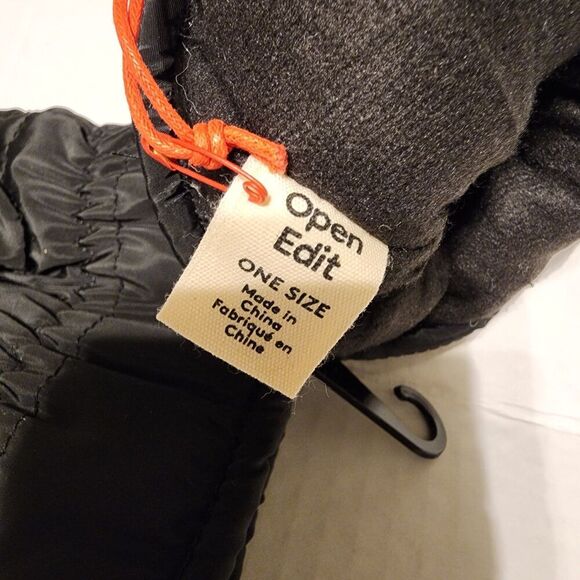 Open
Edit
ONE SIZE
Made in
China
Fabriqué en
Chine